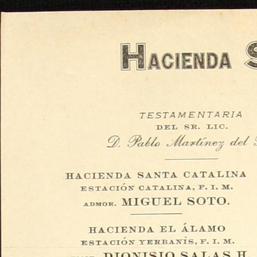 HACIENDA S
TESTAMENTARIA
DEL SR. LIC.
D. Pablo Martínez del
HACIENDA SANTA CATALINA
ESTACIÓN CATALINA, F. I. M.
ADMOR. MIGUEL SOTO.
HACIENDA EL ÁLAMO
ESTACIÓN YERBANÍS, F. I. M.
DIONISIO SALAS H